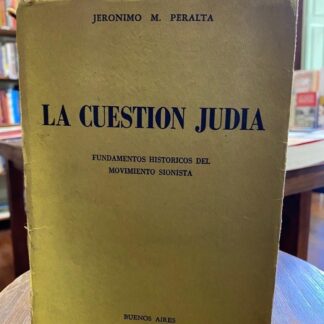 JERONIMO M. PERALTA
LA CUESTION JUDIA
FUNDAMENTOS HISTORICOS DEL
MOVIMIENTO SIONISTA
BUENOS AIRES